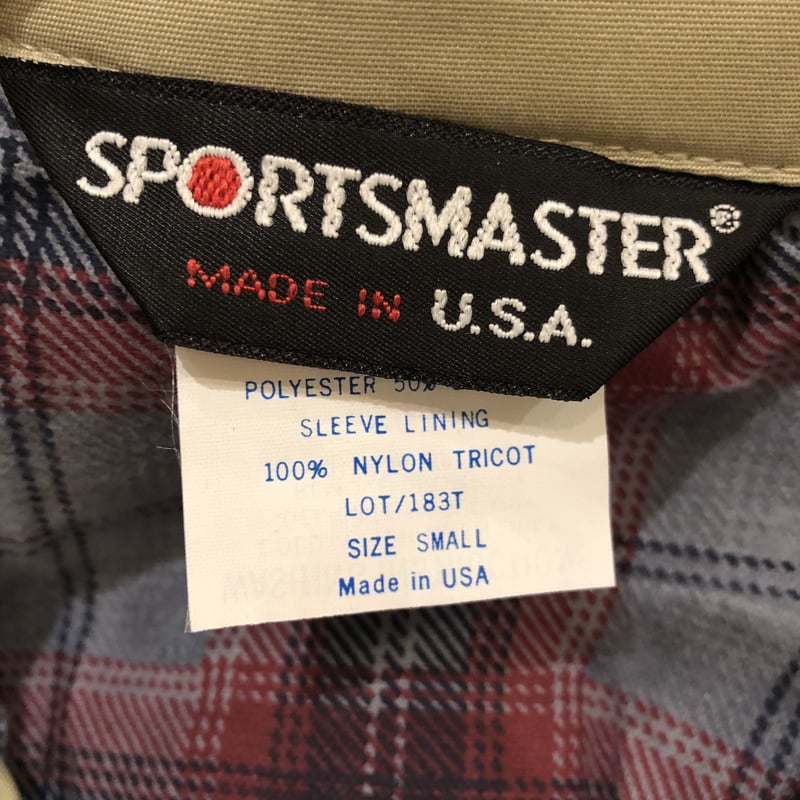 SPORTSMASTER®
MADE IN U.S.A.
POLYESTER 50%
SLEEVE LINING
100% NYLON TRICOT
LOT/183T
SIZE SMALL
Made in USA